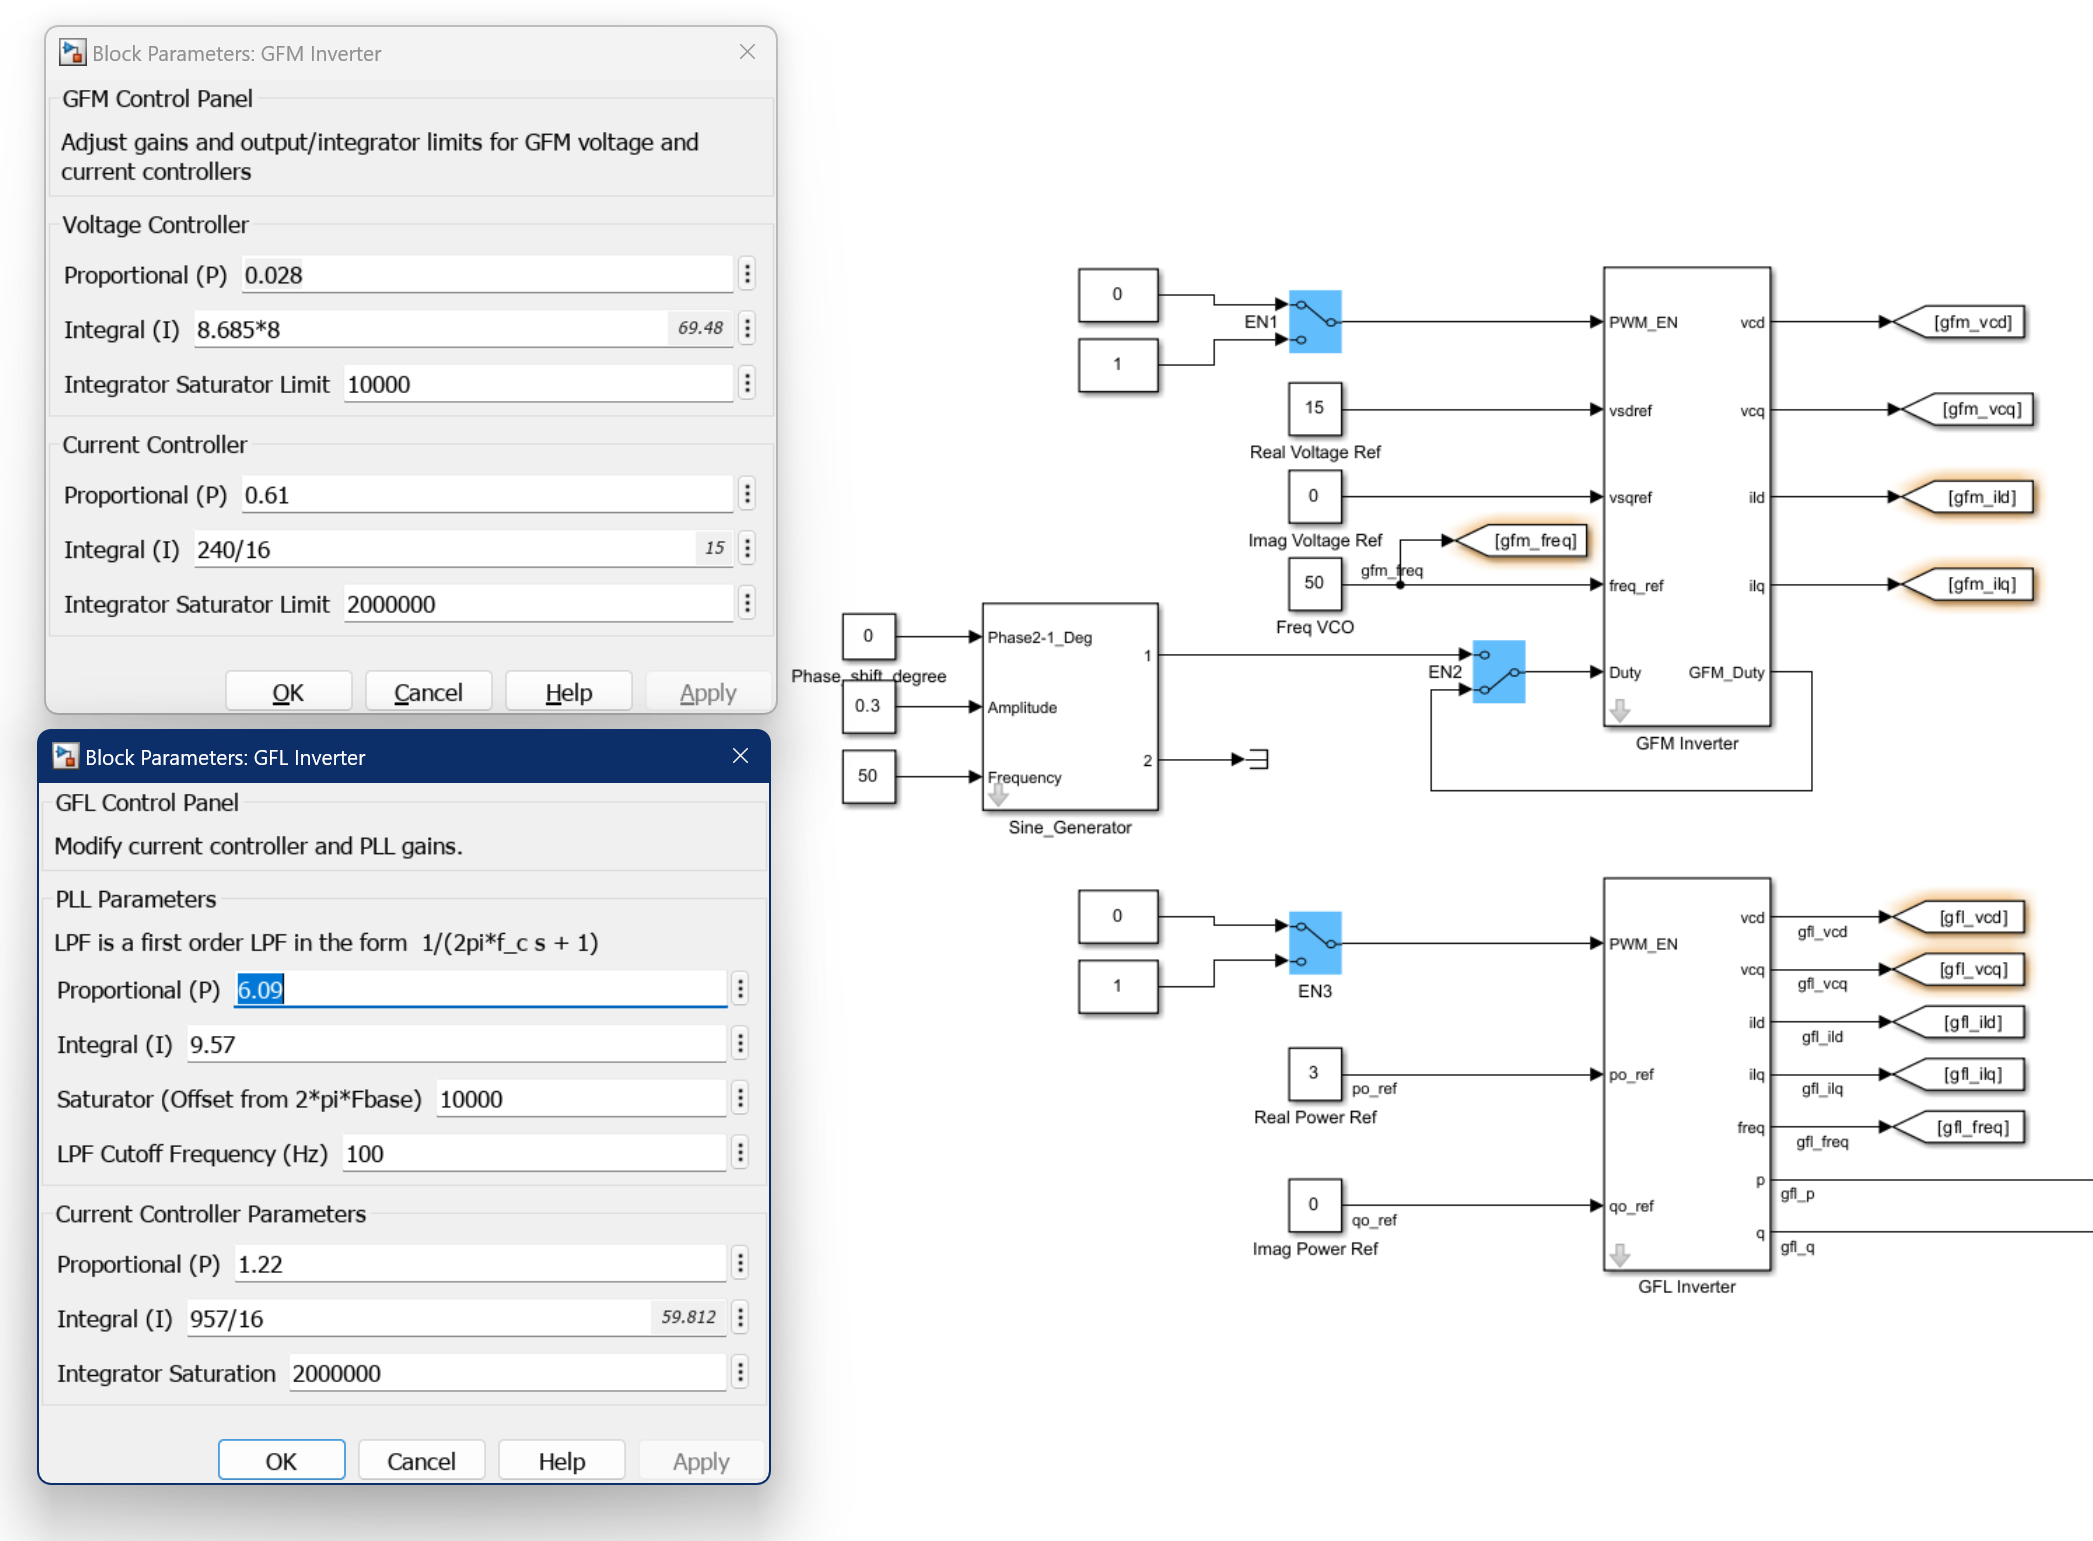 Block Parameters: GFM Inverter
GFM Control Panel
Adjust gains and output/integrator limits for GFM voltage and
current controllers
Voltage Controller
Proportional (P) 0.028
Integral (I) 8.685*8 69.48
Integrator Saturator Limit 10000
Current Controller
Proportional (P) 0.61
Integral (I) 240/16 15
Integrator Saturator Limit 2000000
OK Cancel Help Apply
Block Parameters: GFL Inverter
GFL Control Panel
Modify current controller and PLL gains.
PLL Parameters
LPF is a first order LPF in the form 1/(2pi*f_c s + 1)
Proportional (P) 6.09
Integral (I) 9.57
Saturator (Offset from 2*pi*Fbase) 10000
LPF Cutoff Frequency (Hz) 100
Current Controller Parameters
Proportional (P) 1.22
Integral (I) 957/16 59.812
Integrator Saturation 2000000
OK Cancel Help Apply
0
EN1
1
PWM_EN vcd [gfm_vcd]
15 vsdref vcq [gfm_vcq]
Real Voltage Ref
0 vsqref ild [gfm_ild]
Imag Voltage Ref
[gfm_freq]
gfm_freq
50 freq_ref ilq [gfm_ilq]
Freq VCO
EN2 Duty GFM_Duty
GFM Inverter
0 Phase2-1_Deg
Phase_shift_degree
1
0.3 Amplitude
2
50 Frequency
Sine_Generator
0
1
EN3
PWM_EN vcd [gfl_vcd]
gfl_vcd
vcq [gfl_vcq]
gfl_vcq
ild [gfl_ild]
gfl_ild
3 po_ref po_ref ilq [gfl_ilq]
Real Power Ref
gfl_ilq
freq [gfl_freq]
gfl_freq
p gfl_p
0 qo_ref qo_ref
Imag Power Ref
q gfl_q
GFL Inverter